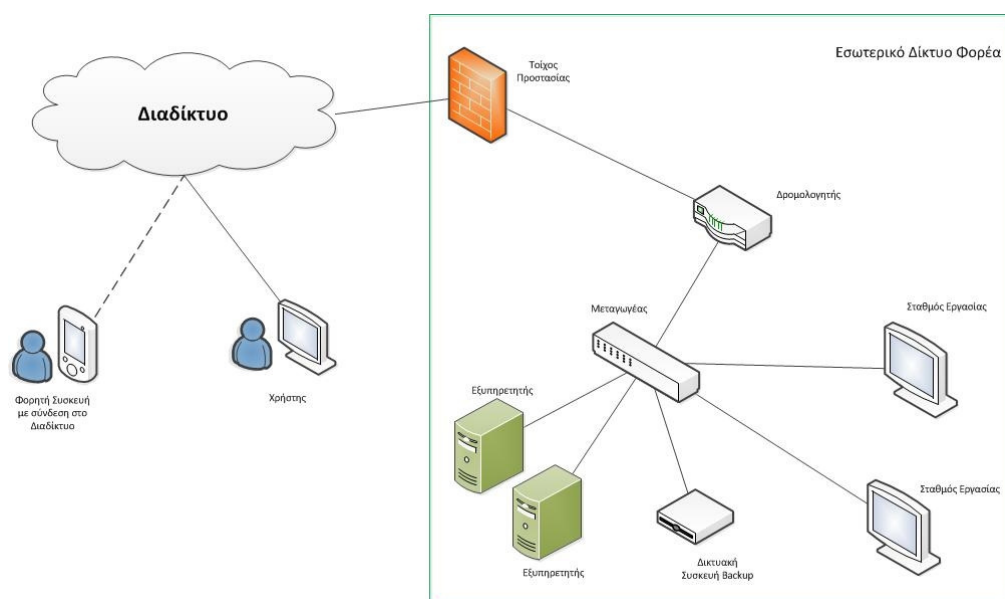 Εσωτερικό Δίκτυο Φορέα
Τοίχος
Προστασίας
Διαδίκτυο
Δρομολογητής
Μεταγωγέας
Σταθμός Εργασίας
Φορητή Συσκευή
με σύνδεση στο
Διαδίκτυο
Χρήστης
Εξυπηρετητής
Σταθμός Εργασίας
Εξυπηρετητής
Δικτυακή
Συσκευή Backup